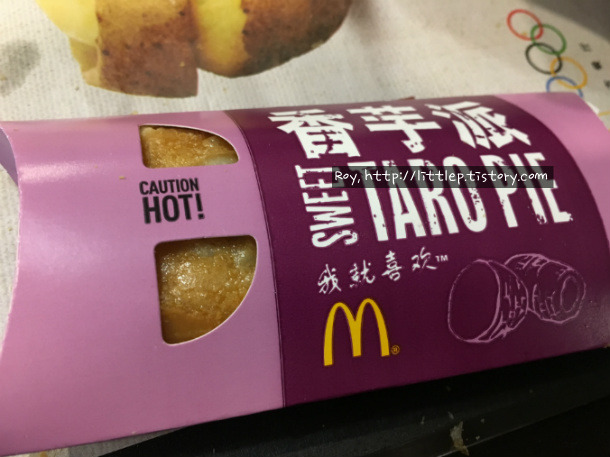 香芋派
Roy, http://littlep.tistory.com
SWEET TARO PIE
CAUTION
HOT!
我就喜欢™
M®